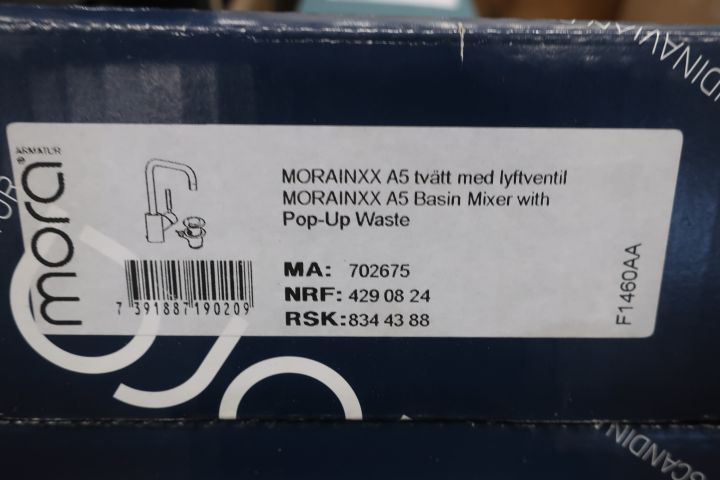 ARMATUR
mora
MORAINXX A5 tvätt med lyftventil
MORAINXX A5 Basin Mixer with
Pop-Up Waste
MA: 702675
NRF: 429 08 24
RSK:834 43 88
7 391887 190209
F1460AA